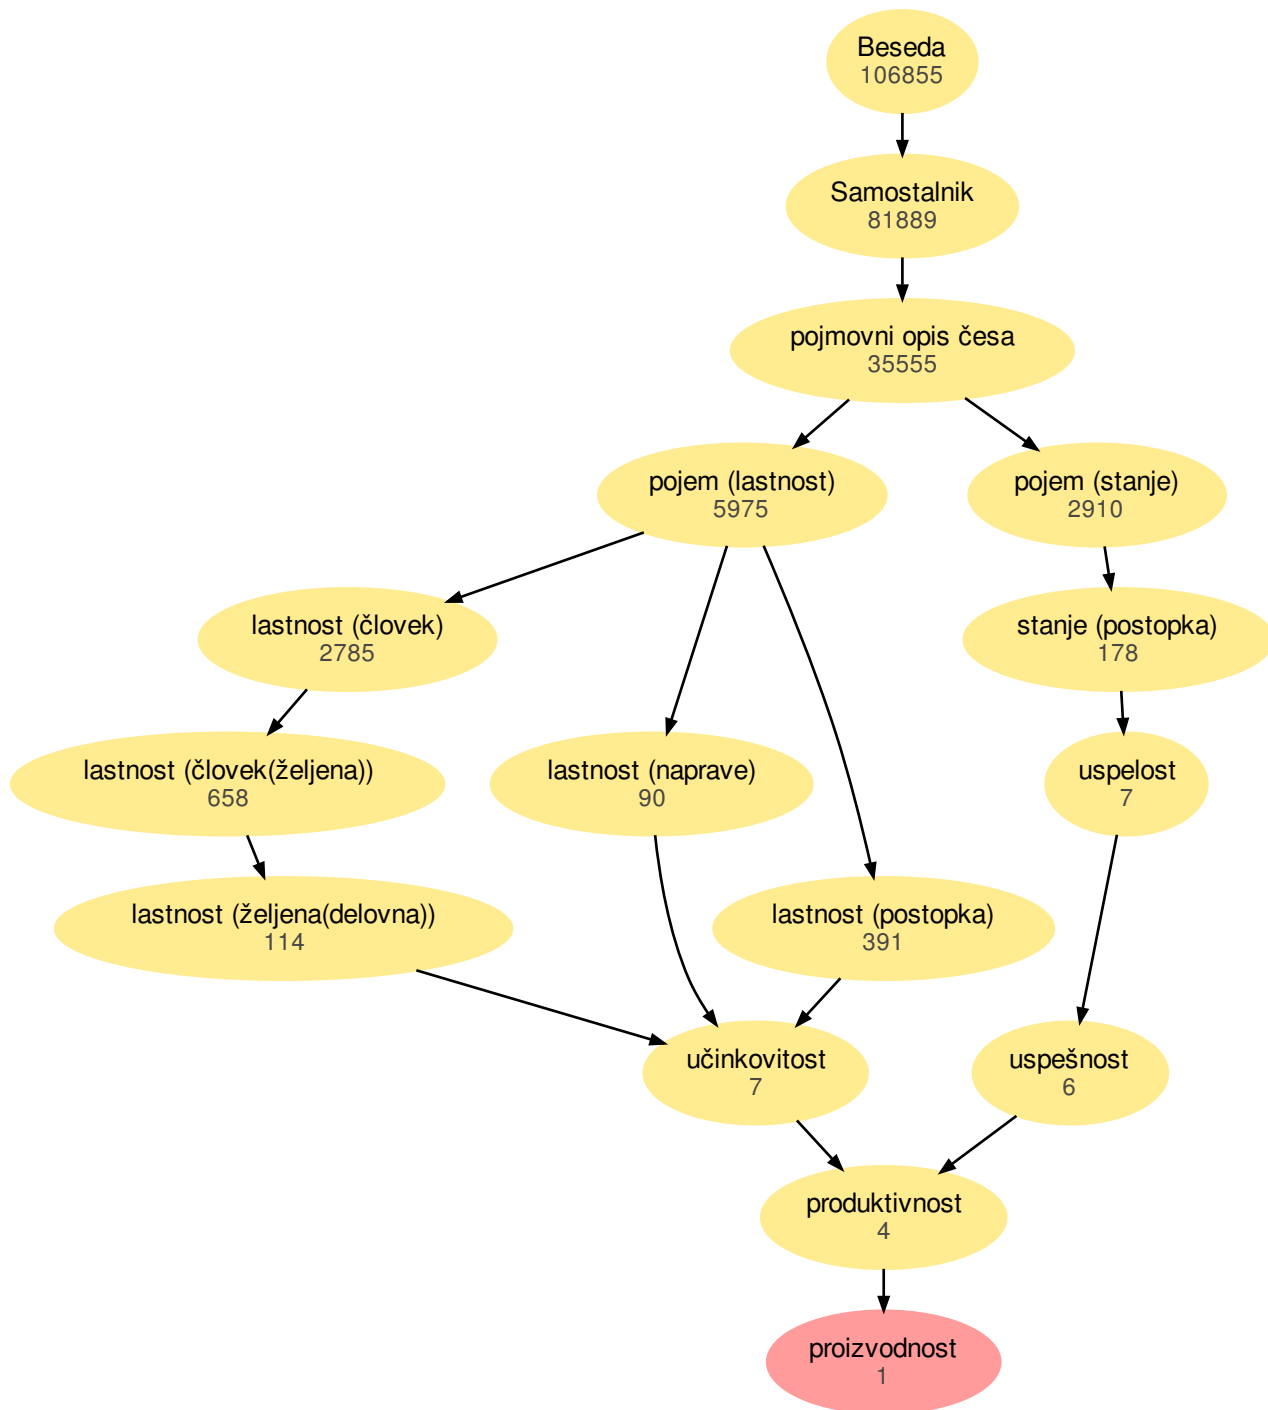 Beseda
106855
Samostalnik
81889
pojmovni opis česa
35555
pojem (lastnost)
5975
pojem (stanje)
2910
lastnost (človek)
2785
stanje (postopka)
178
lastnost (človek(željena))
658
lastnost (naprave)
90
uspelost
7
lastnost (željena(delovna))
114
lastnost (postopka)
391
učinkovitost
7
uspešnost
6
produktivnost
4
proizvodnost
1